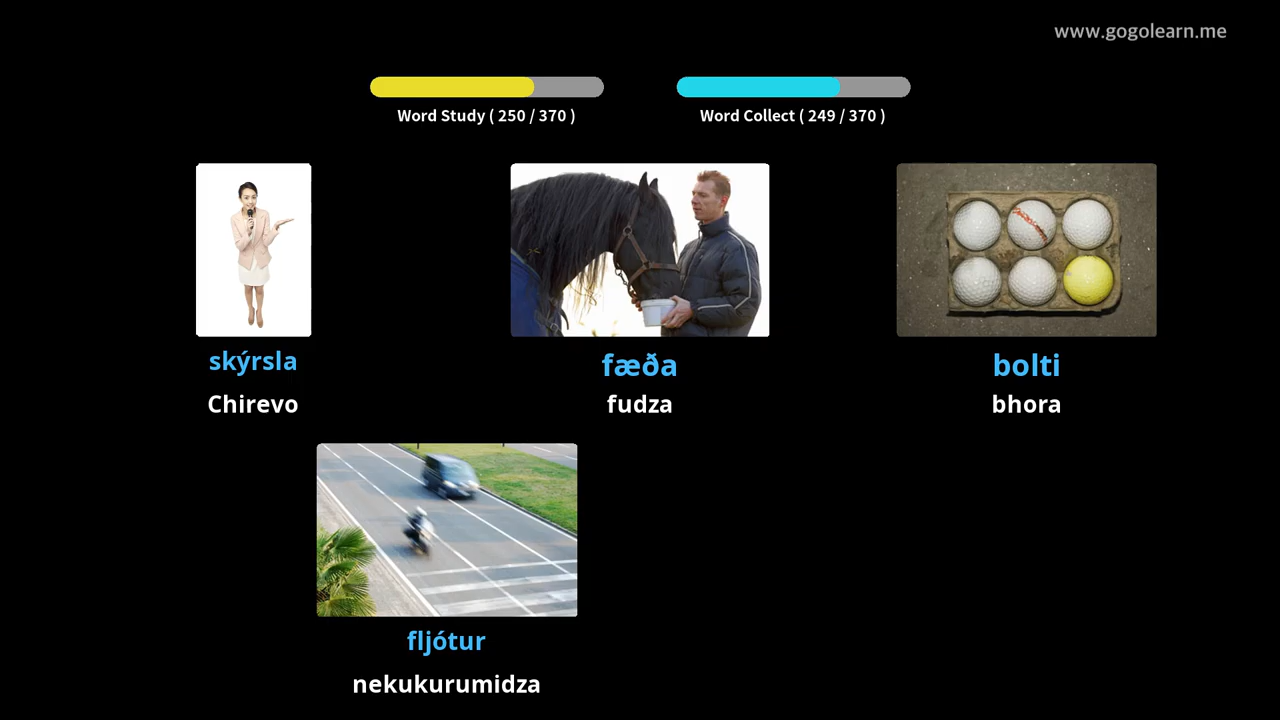 www.gogolearn.me
Word Study ( 250 / 370 )
Word Collect ( 249 / 370 )
skýrsla
Chirevo
fæða
fudza
bolti
bhora
fljótur
nekukurumidza